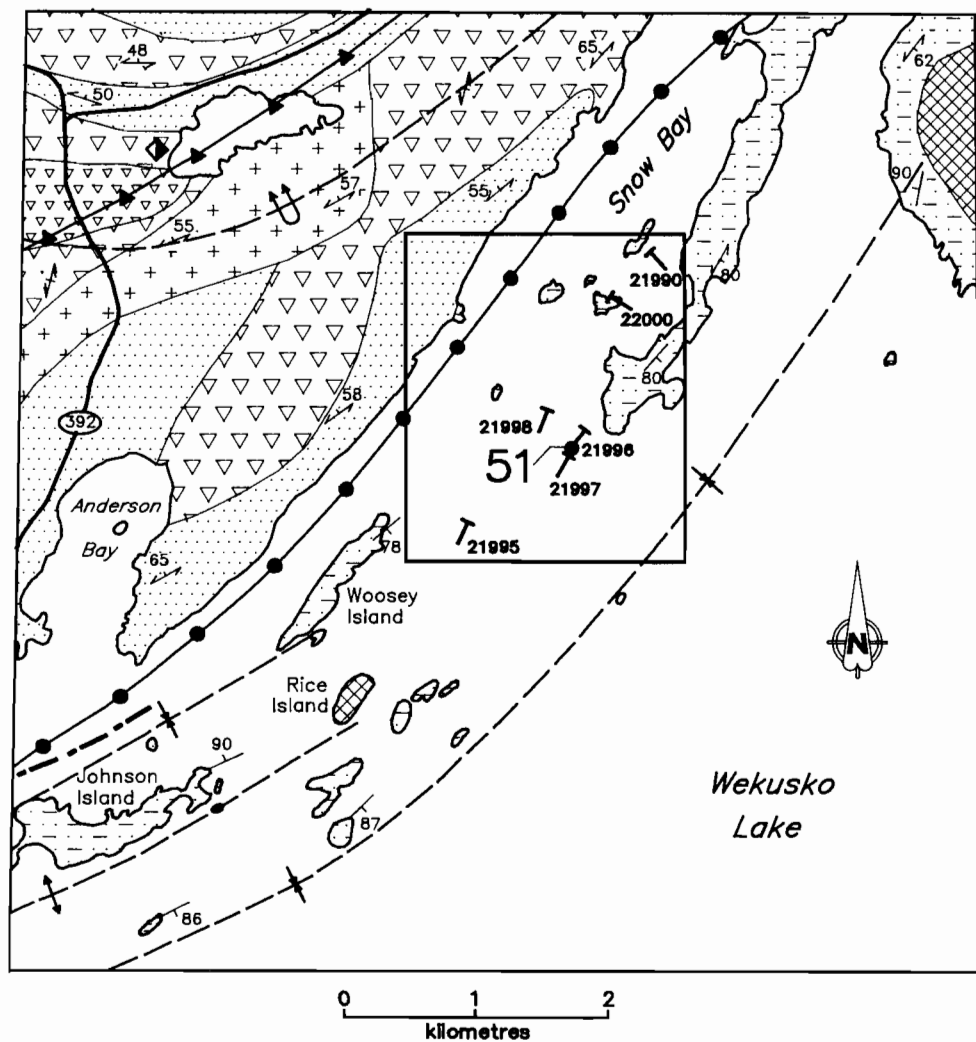 48
65
62
50
Snow Bay
57
90
55
55
80
21990
22000
58
80
392
21998
21996
51
21997
Anderson
Bay
21995
78
65
Woosey
Island
N
Rice
Island
90
Johnson
Island
Wekusko
Lake
87
86
0 1 2
kilometres